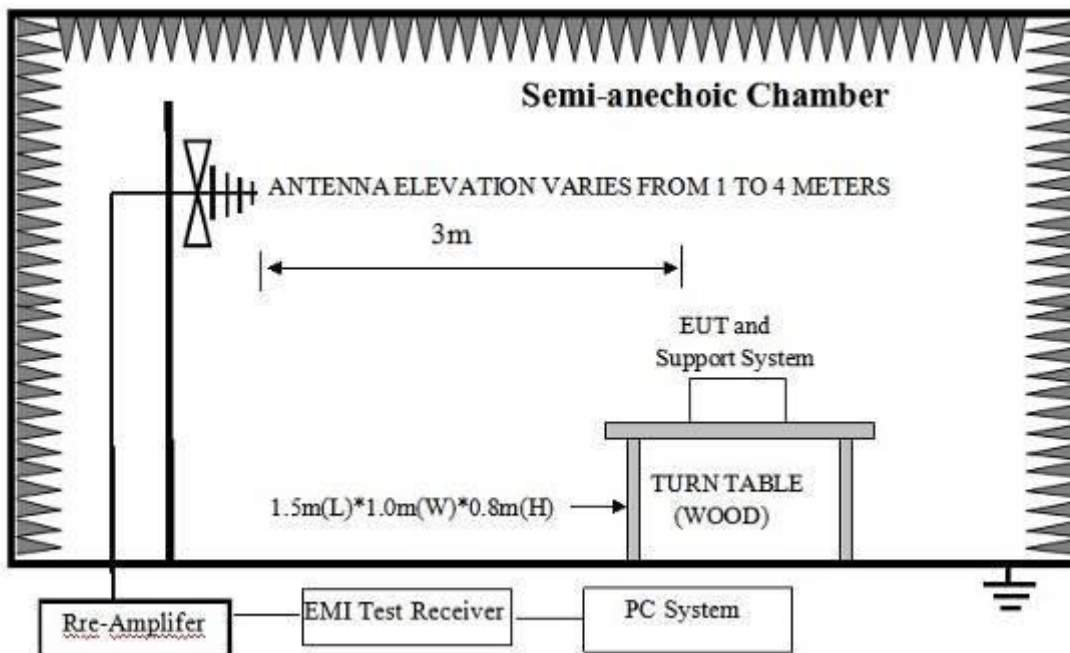 Semi-anechoic Chamber
ANTENNA ELEVATION VARIES FROM 1 TO 4 METERS
3m
EUT and
Support System
1.5m(L)*1.0m(W)*0.8m(H)
TURN TABLE
(WOOD)
Rre-Amplifer
EMI Test Receiver
PC System